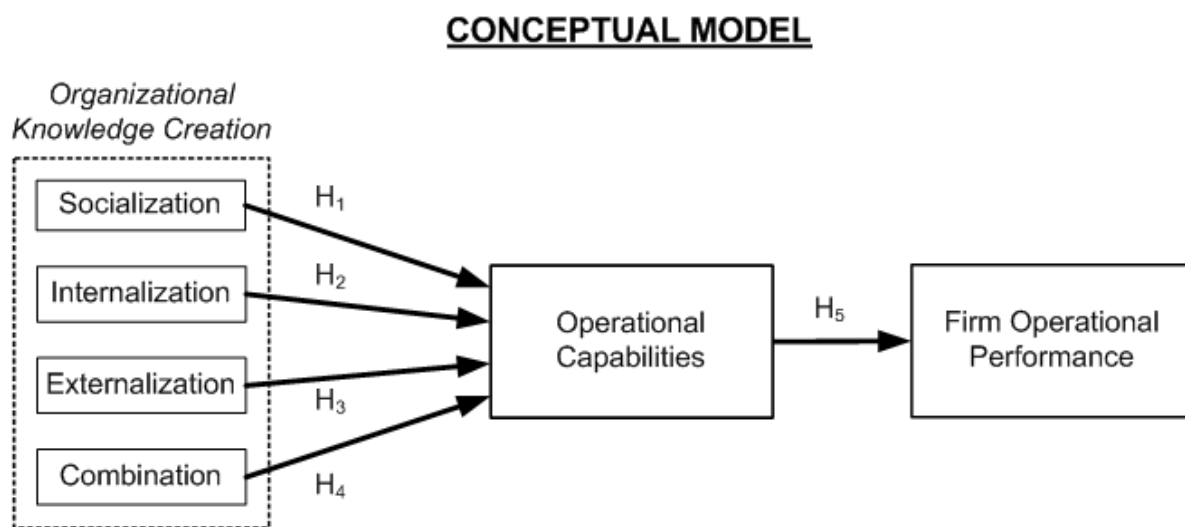 CONCEPTUAL MODEL
Organizational
Knowledge Creation
Socialization
H₁
Internalization
H₂
Externalization
H₃
Combination
H₄
Operational
Capabilities
H₅
Firm Operational
Performance